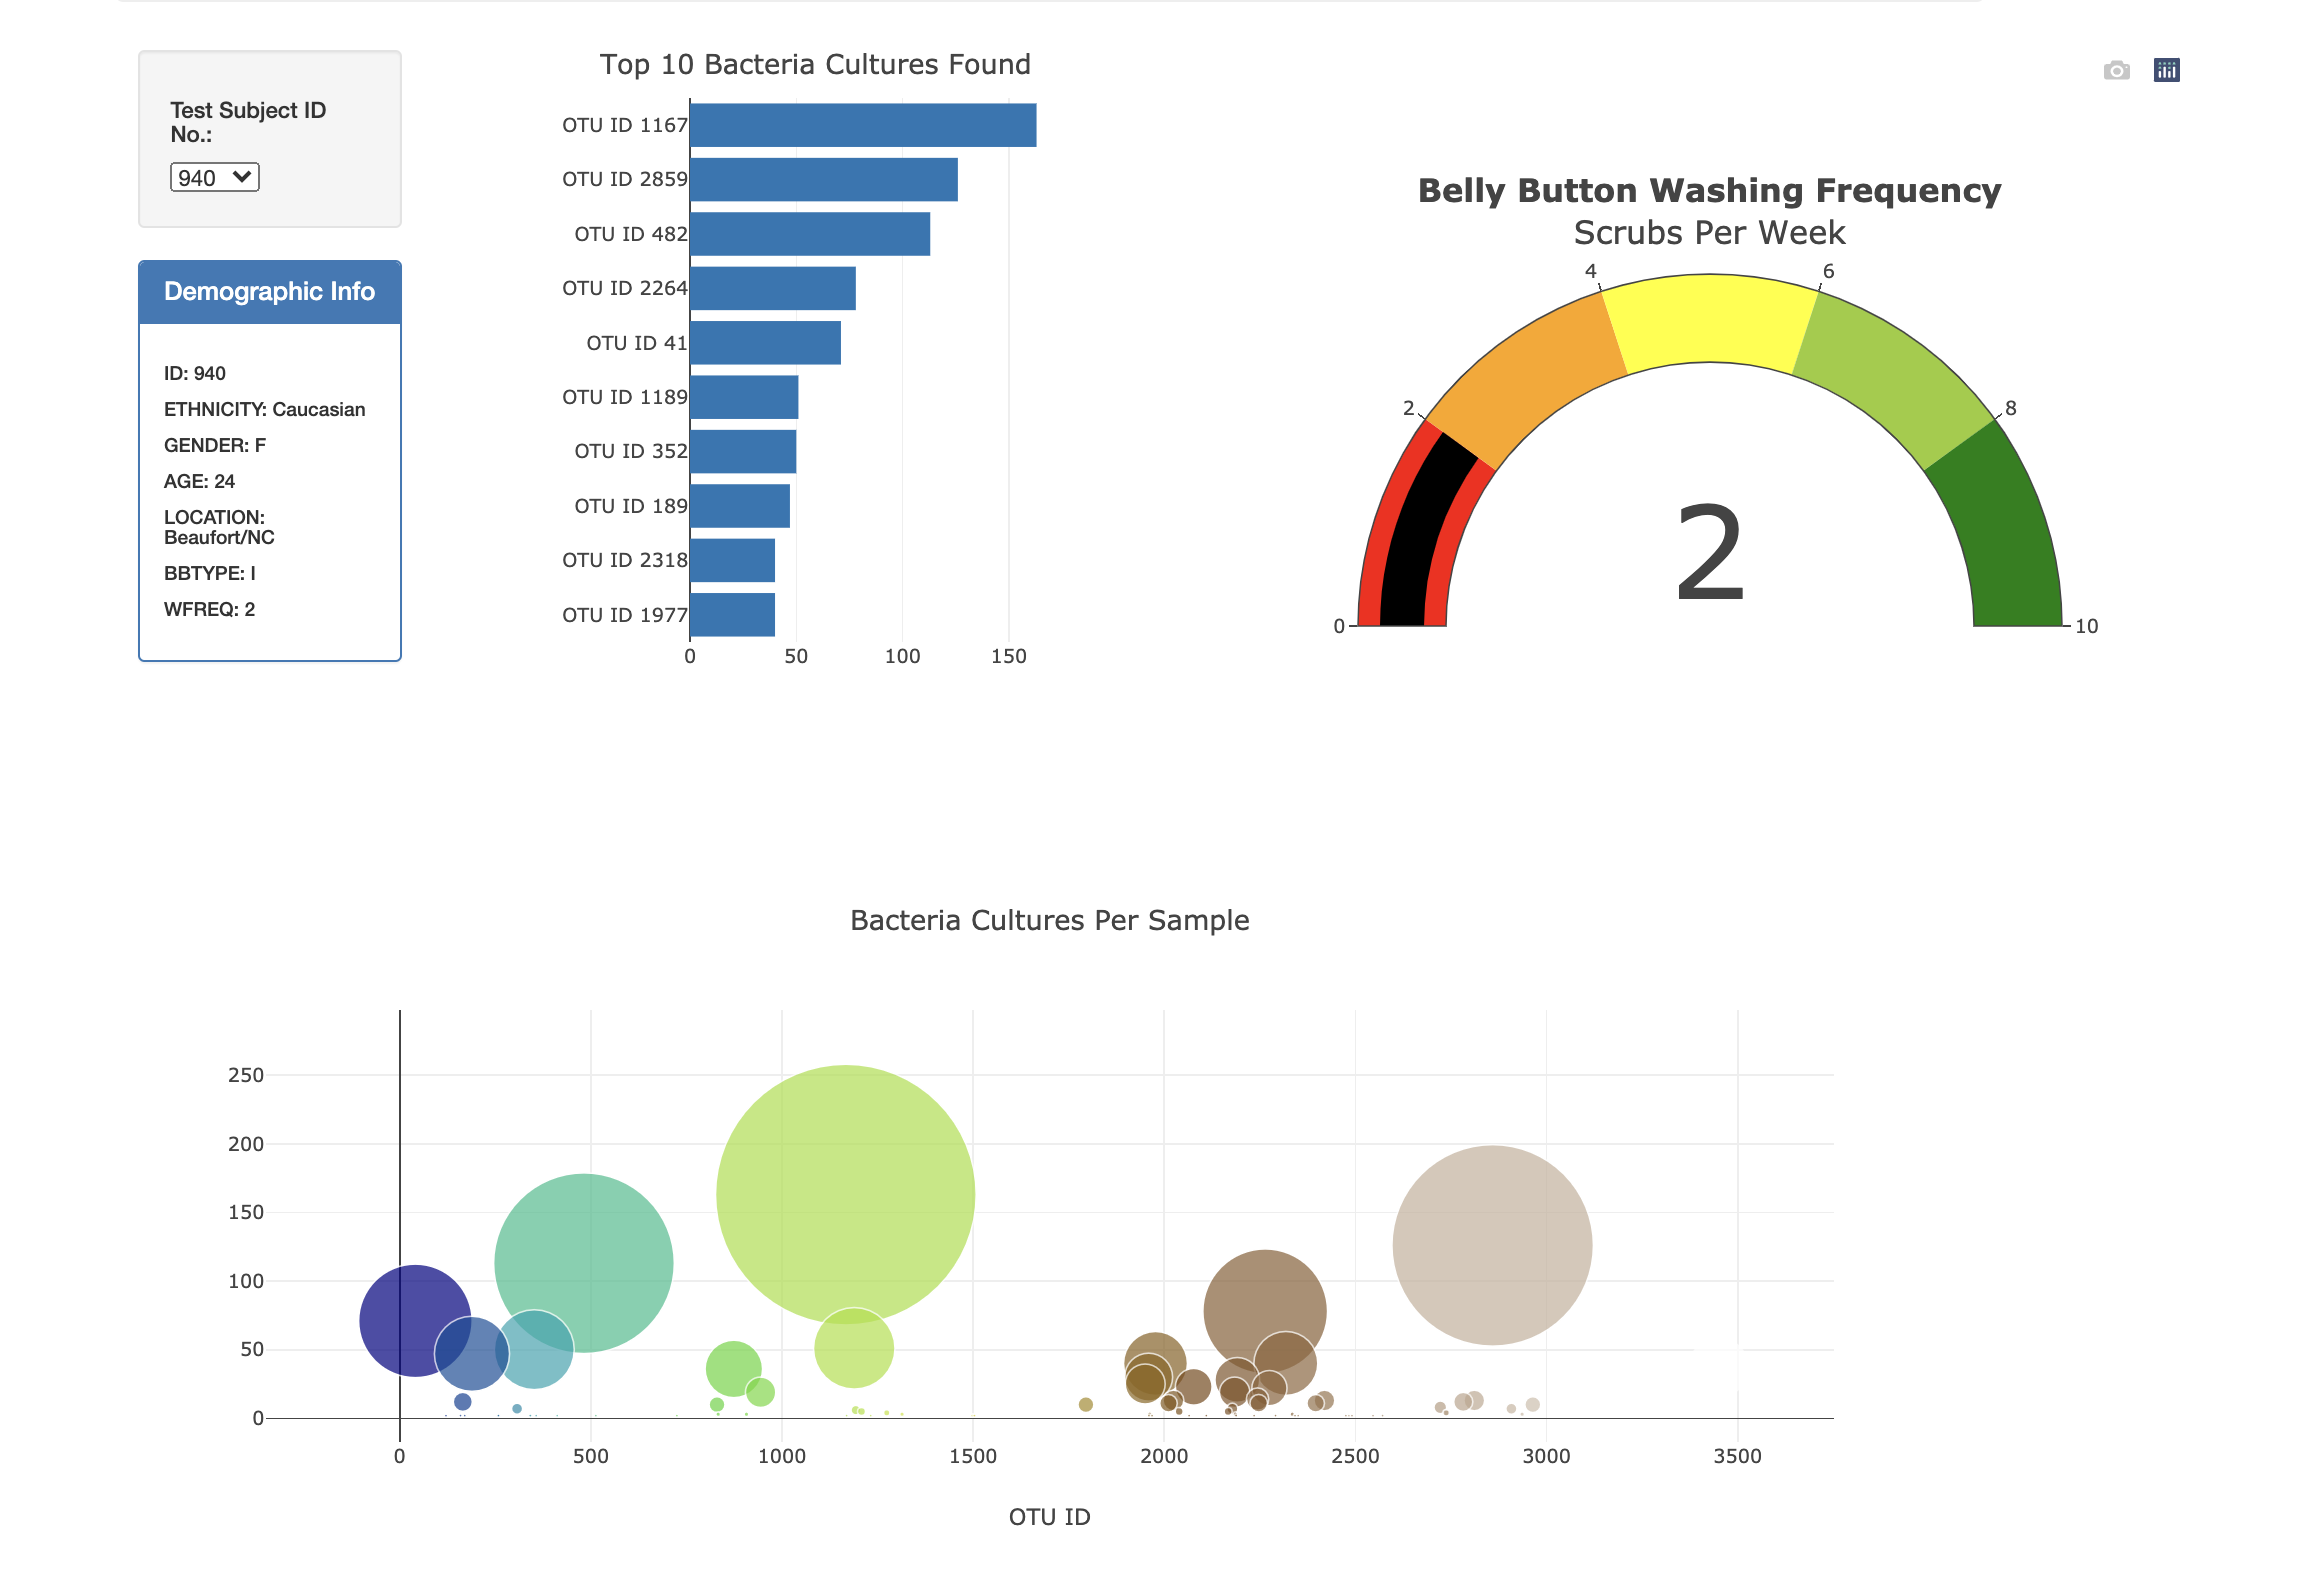 Test Subject ID
No.:
940
Demographic Info
ID: 940
ETHNICITY: Caucasian
GENDER: F
AGE: 24
LOCATION:
Beaufort/NC
BBTYPE: I
WFREQ: 2
Top 10 Bacteria Cultures Found
OTU ID 1167
OTU ID 2859
OTU ID 482
OTU ID 2264
OTU ID 41
OTU ID 1189
OTU ID 352
OTU ID 189
OTU ID 2318
OTU ID 1977
0 50 100 150
Belly Button Washing Frequency
Scrubs Per Week
4 6
2 8
2
0 10
Bacteria Cultures Per Sample
250
200
150
100
50
0
0 500 1000 1500 2000 2500 3000 3500
OTU ID